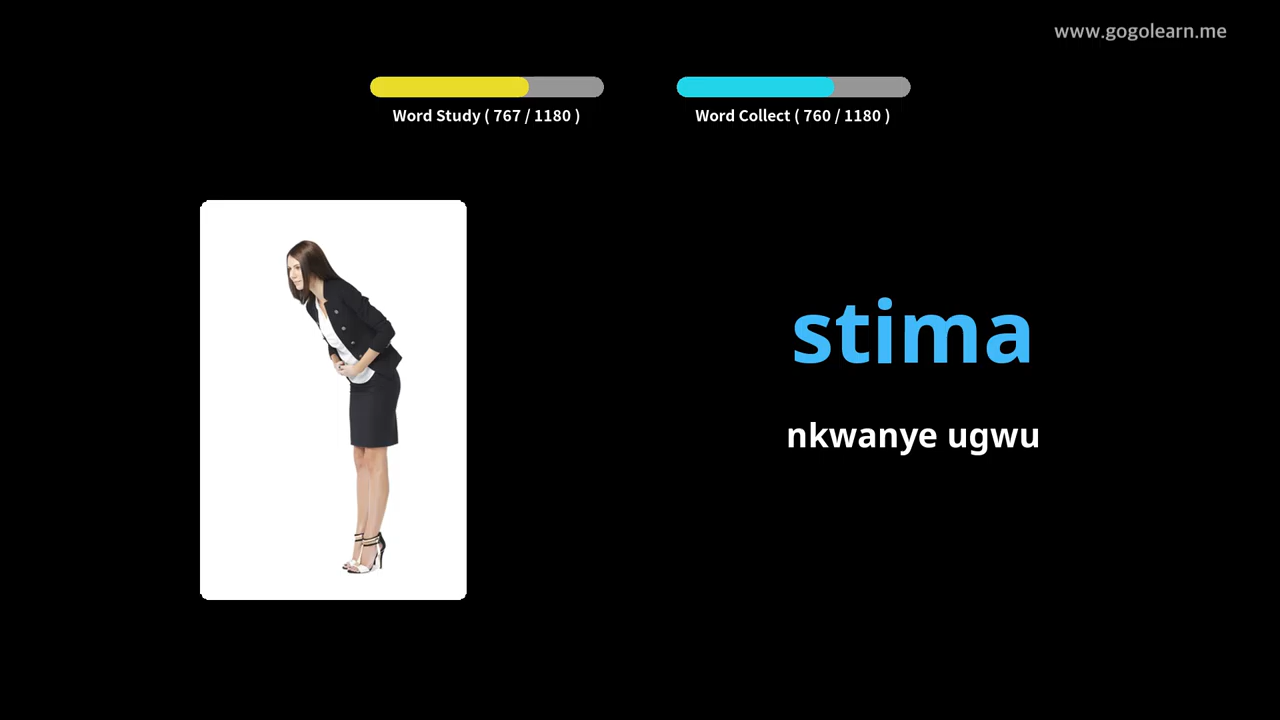 www.gogolearn.me
Word Study ( 767 / 1180 )
Word Collect ( 760 / 1180 )
stima
nkwanye ugwu